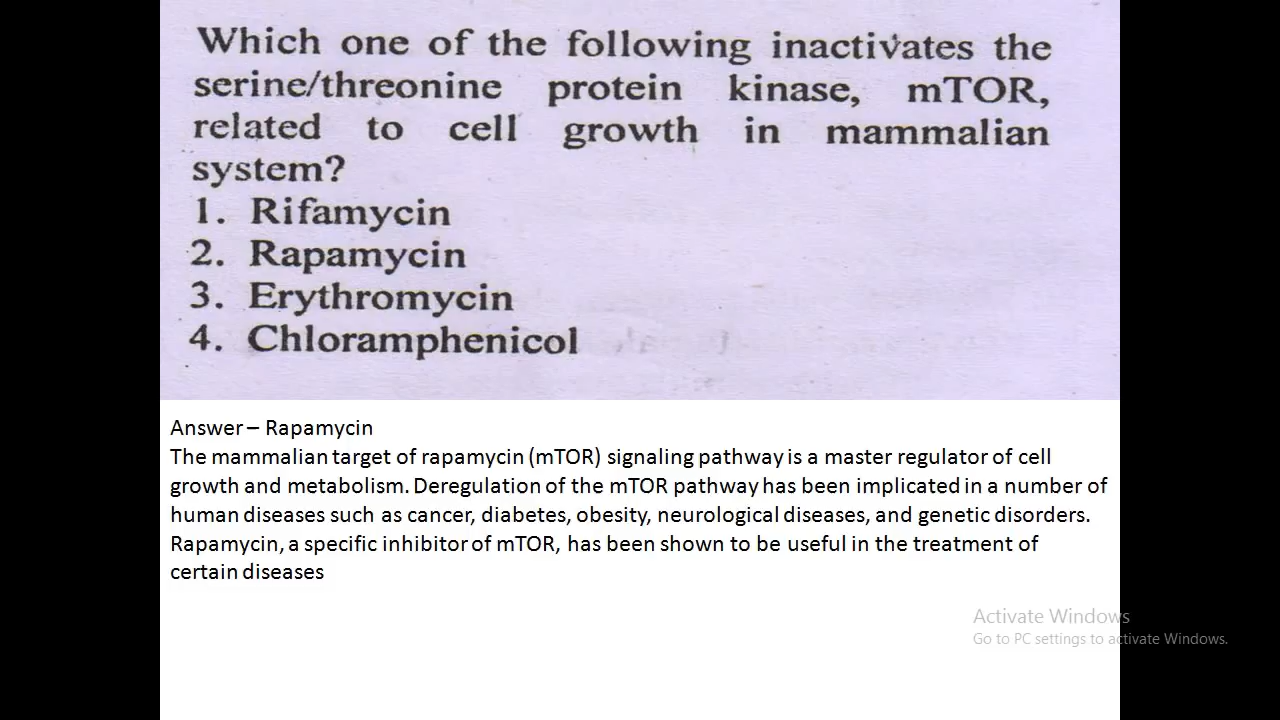 Which one of the following inactivates the
serine/threonine protein kinase, mTOR,
related to cell growth in mammalian
system?
1. Rifamycin
2. Rapamycin
3. Erythromycin
4. Chloramphenicol
Answer – Rapamycin
The mammalian target of rapamycin (mTOR) signaling pathway is a master regulator of cell
growth and metabolism. Deregulation of the mTOR pathway has been implicated in a number of
human diseases such as cancer, diabetes, obesity, neurological diseases, and genetic disorders.
Rapamycin, a specific inhibitor of mTOR, has been shown to be useful in the treatment of
certain diseases
Activate Windows
Go to PC settings to activate Windows.